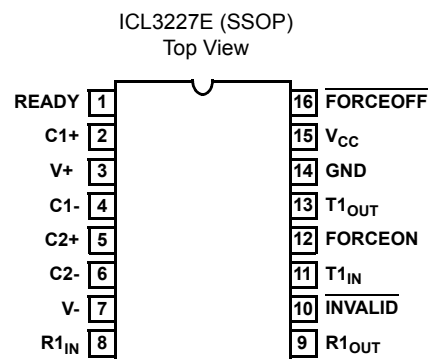 ICL3227E (SSOP)
Top View
READY 1 16 FORCEOFF
C1+ 2 15 VCC
V+ 3 14 GND
C1- 4 13 T1OUT
C2+ 5 12 FORCEON
C2- 6 11 T1IN
V- 7 10 INVALID
R1IN 8 9 R1OUT